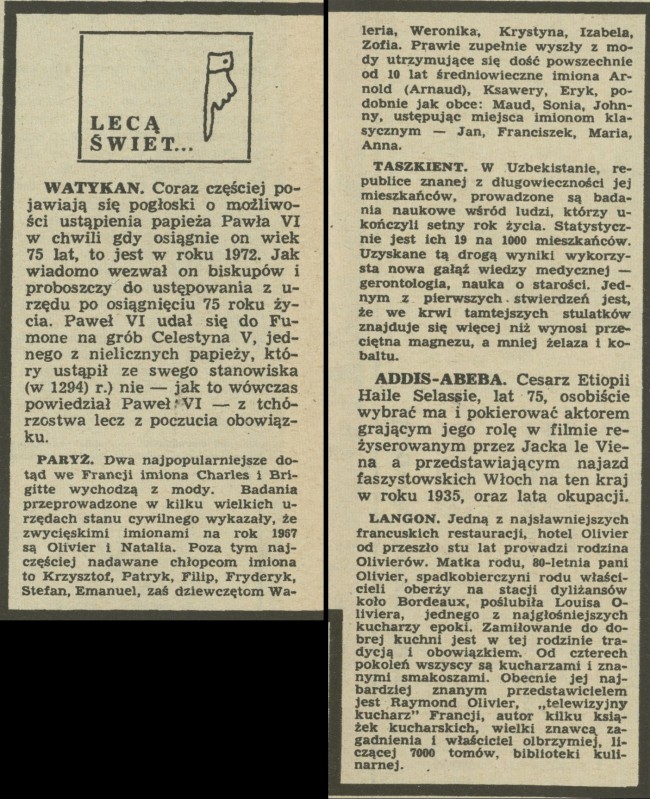 LECĄ
ŚWIET...
WATYKAN. Coraz częściej po-
jawiają się pogłoski o możliwo-
ści ustąpienia papieża Pawła VI
w chwili gdy osiągnie on wiek
75 lat, to jest w roku 1972. Jak
wiadomo wezwał on biskupów i
proboszczy do ustępowania z u-
rzędu po osiągnięciu 75 roku ży-
cia. Paweł VI udał się do Fu-
mone na grób Celestyna V, jed-
nego z nielicznych papieży, któ-
ry ustąpił ze swego stanowiska
(w 1294) r.) nie — jak to wówczas
powiedział Paweł VI — z tchó-
rzostwa lecz z poczucia obowiąz-
ku.
PARYŻ. Dwa najpopularniejsze do-
tąd we Francji imiona Charles i Bri-
gitte wychodzą z mody. Badania
przeprowadzone w kilku wielkich u-
rzędach stanu cywilnego wykazały, że
zwycięskimi imionami na rok 1967
są Olivier i Natalia. Poza tym naj-
częściej nadawane chłopcom imiona
to Krzysztof, Patryk, Filip, Fryderyk,
Stefan, Emanuel, zaś dziewczętom Wa-
leria, Weronika, Krystyna, Izabela,
Zofia. Prawie zupełnie wyszły z mo-
dy utrzymujące się dość powszechnie
od 10 lat średniowieczne imiona Ar-
nold (Arnaud), Ksawery, Eryk, po-
dobnie jak obce: Maud, Sonia, John-
ny, ustępując miejsca imionom kla-
sycznym — Jan, Franciszek, Maria,
Anna.
TASZKIENT. W Uzbekistanie, re-
publice znanej z długowieczności jej
mieszkańców, prowadzone są bada-
nia naukowe wśród ludzi, którzy u-
kończyli setny rok życia. Statystycz-
nie jest ich 19 na 1000 mieszkańców.
Uzyskane tą drogą wyniki wykorzy-
sta nowa gałąź wiedzy medycznej —
gerontologia, nauka o starości. Jed-
nym z pierwszych stwierdzeń jest,
że we krwi tamtejszych stulatków
znajduje się więcej niż wynosi prze-
ciętna magnezu, a mniej żelaza i ko-
baltu.
ADDIS-ABEBA. Cesarz Etiopii
Haile Selassie, lat 75, osobiście
wybrać ma i pokierować aktorem
grającym jego rolę w filmie re-
żyserowanym przez Jacka le Vie-
na a przedstawiającym najazd
faszystowskich Włoch na ten kraj
w roku 1935, oraz lata okupacji.
LANGON. Jedną z najsławniejszych
francuskich restauracji, hotel Olivier
od przeszło stu lat prowadzi rodzina
Olivierów. Matka rodu, 80-letnia pani
Olivier, spadkobierczyni rodu właści-
cieli oberży na stacji dyliżansów
koło Bordeaux, poślubiła Louisa O-
liviera, jednego z najgłośniejszych
kucharzy epoki. Zamiłowanie do do-
brej kuchni jest w tej rodzinie tra-
dycją i obowiązkiem. Od czterech
pokoleń wszyscy są kucharzami i zna-
nymi smakoszami. Obecnie jej naj-
bardziej znanym przedstawicielem
jest Raymond Olivier, „telewizyjny
kucharz" Francji, autor kilku ksią-
żek kucharskich, wielki znawca za-
gadnienia i właściciel olbrzymiej, li-
czącej 7000 tomów, biblioteki kuli-
narnej.